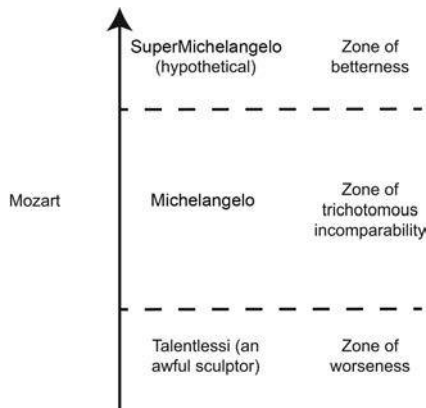 SuperMichelangelo
(hypothetical)
Zone of
betterness
Mozart
Michelangelo
Zone of
trichotomous
incomparability
Talentlessi (an
awful sculptor)
Zone of
worseness